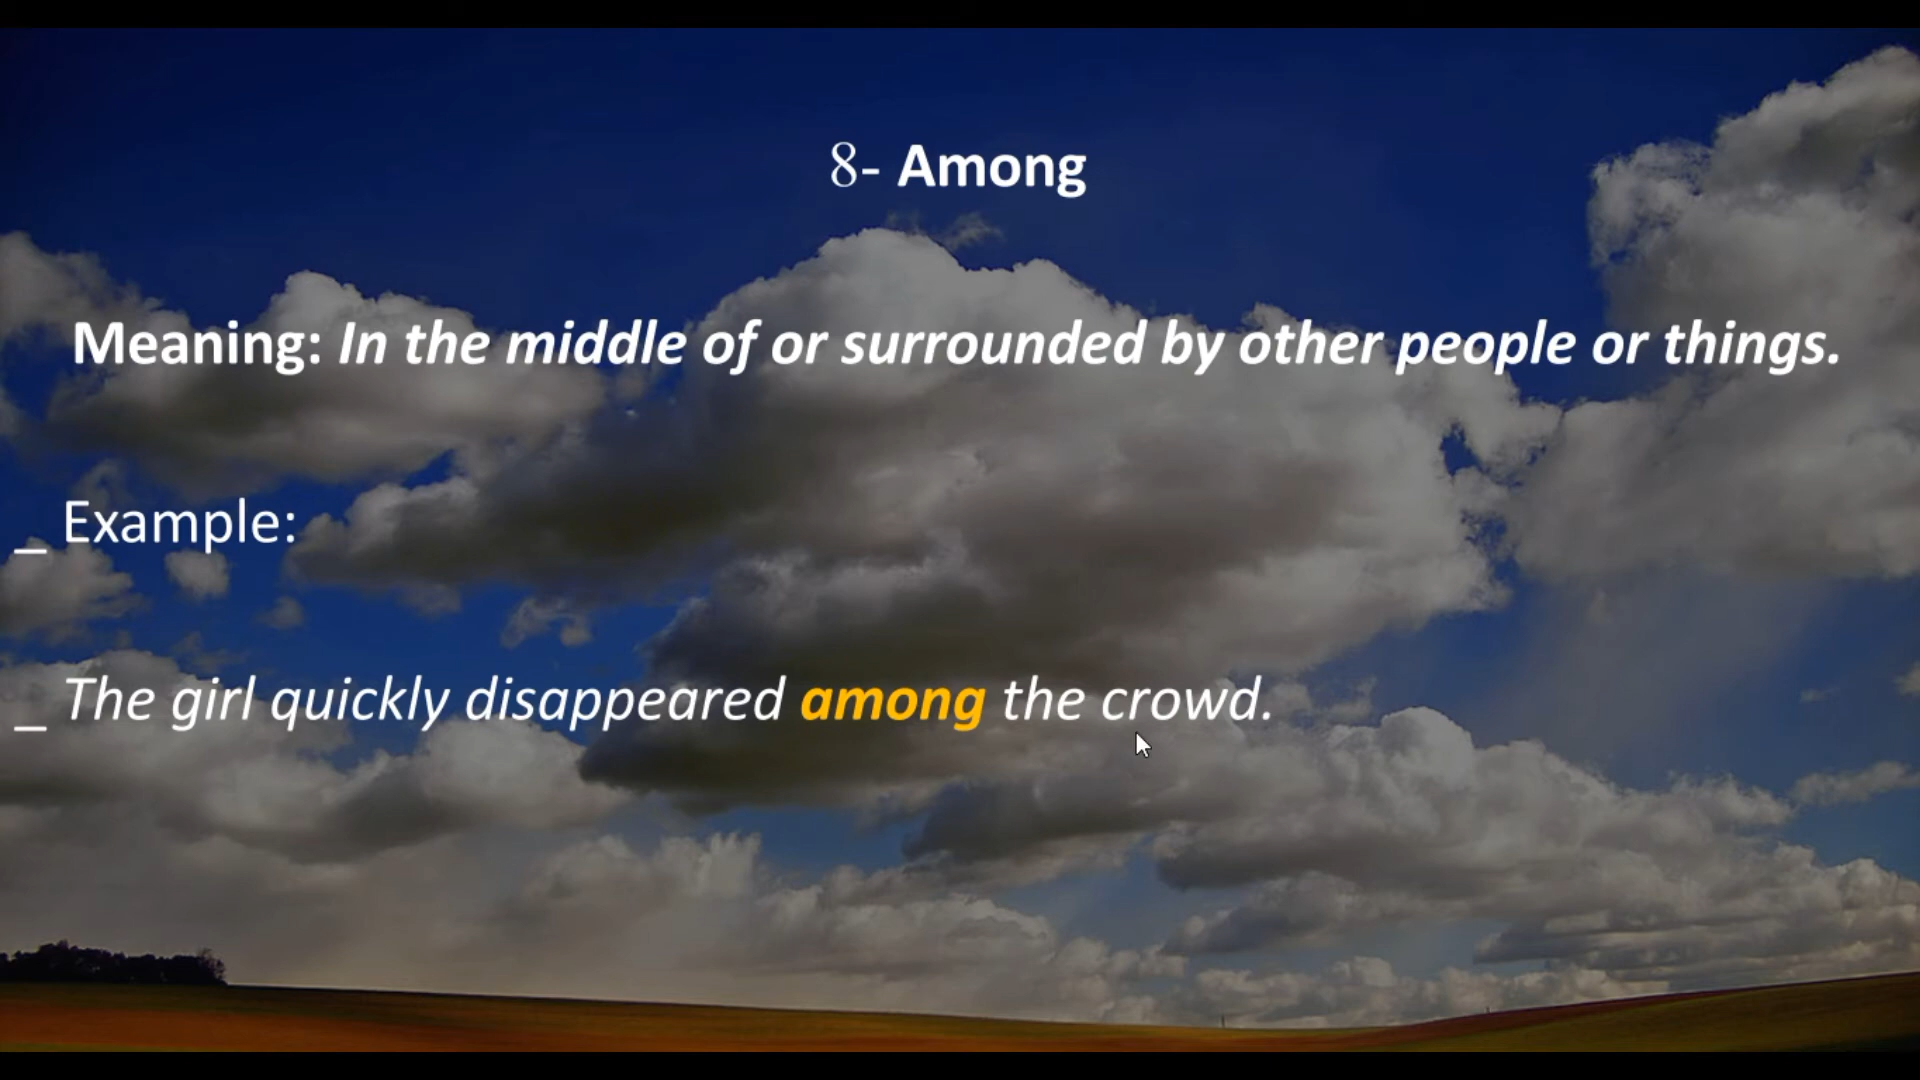 8- Among
Meaning: In the middle of or surrounded by other people or things.
_ Example:
_ The girl quickly disappeared among the crowd.